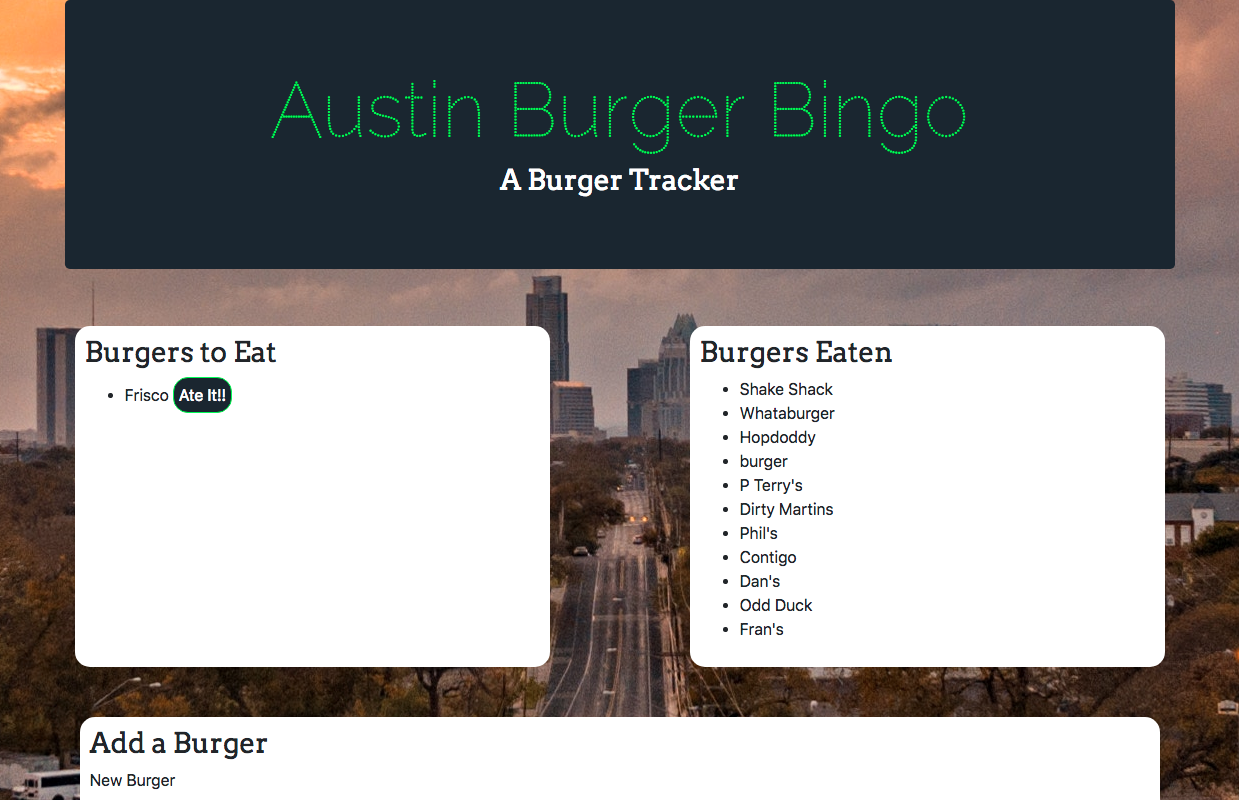 Austin Burger Bingo
A Burger Tracker
Burgers to Eat
Frisco Ate It!!
Burgers Eaten
Shake Shack
Whataburger
Hopdoddy
burger
P Terry's
Dirty Martins
Phil's
Contigo
Dan's
Odd Duck
Fran's
Add a Burger
New Burger